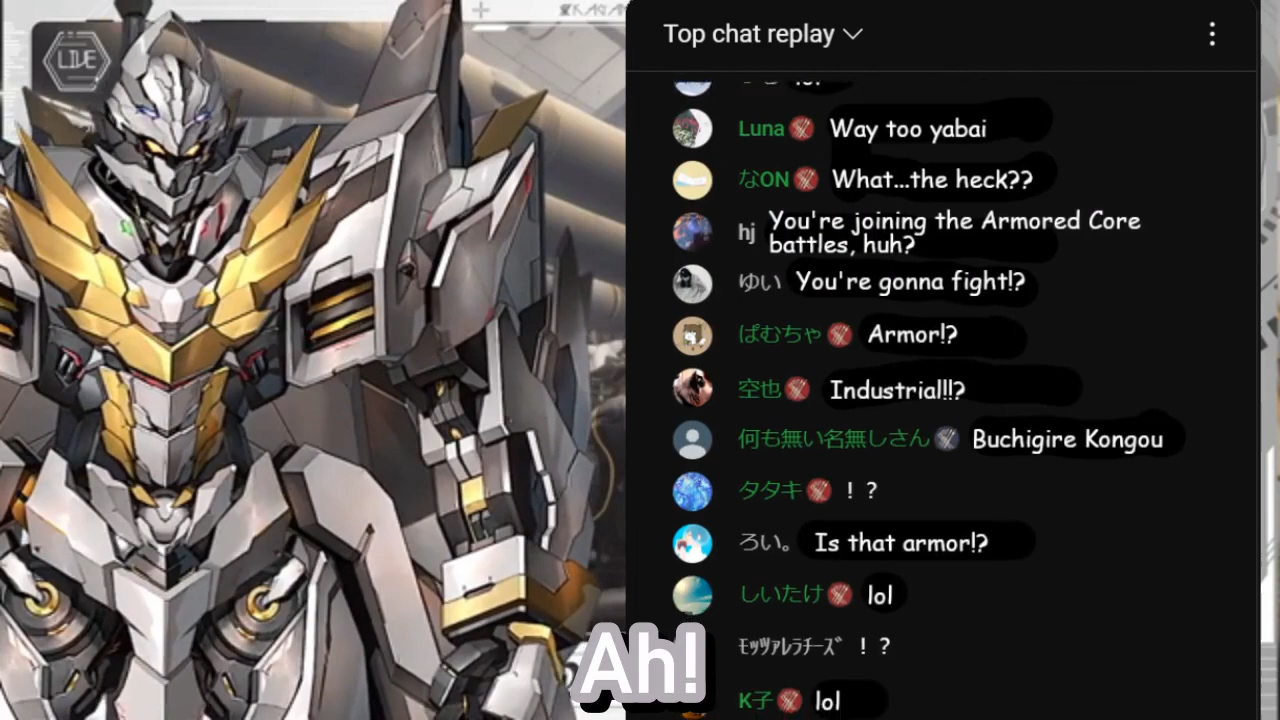 LIVE
Top chat replay
lol
Luna Way too yabai
なON What...the heck??
hj You're joining the Armored Core
battles, huh?
ゆい You're gonna fight!?
ぱむちゃ Armor!?
空也 Industrial!!!?
何も無い名無しさん Buchigire Kongou
タタキ ！？
ろい。 Is that armor!?
しいたけ lol
ﾓｯﾂｧﾚﾗﾁｰｽﾞ ！？
Ah!
K子 lol